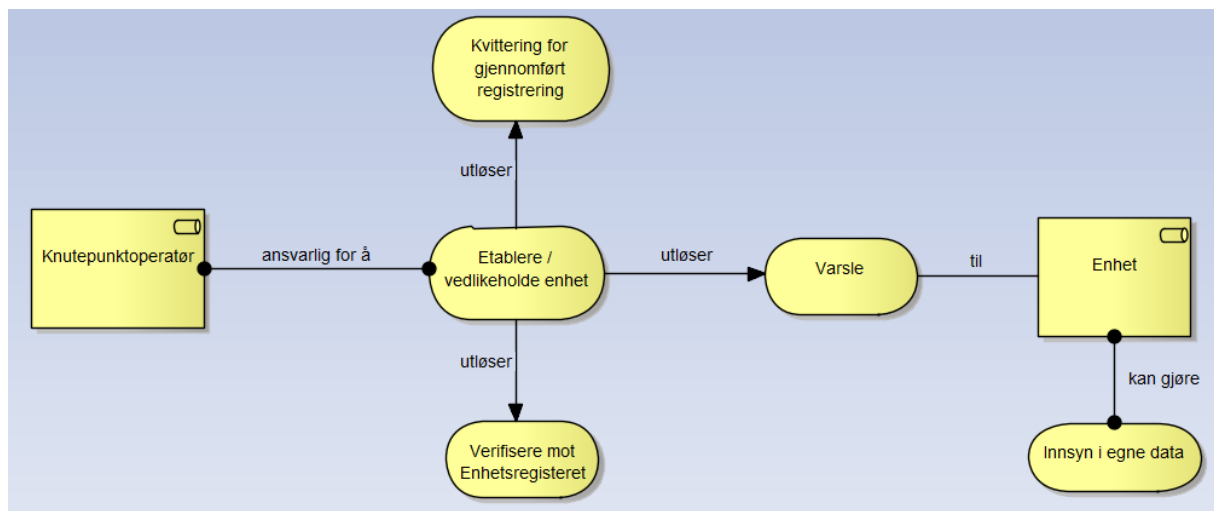 Kvittering for
gjennomført
registrering
utløser
Knutepunktoperatør
ansvarlig for å
Etablere /
vedlikeholde enhet
utløser
Varsle
til
Enhet
utløser
kan gjøre
Verifisere mot
Enhetsregisteret
Innsyn i egne data